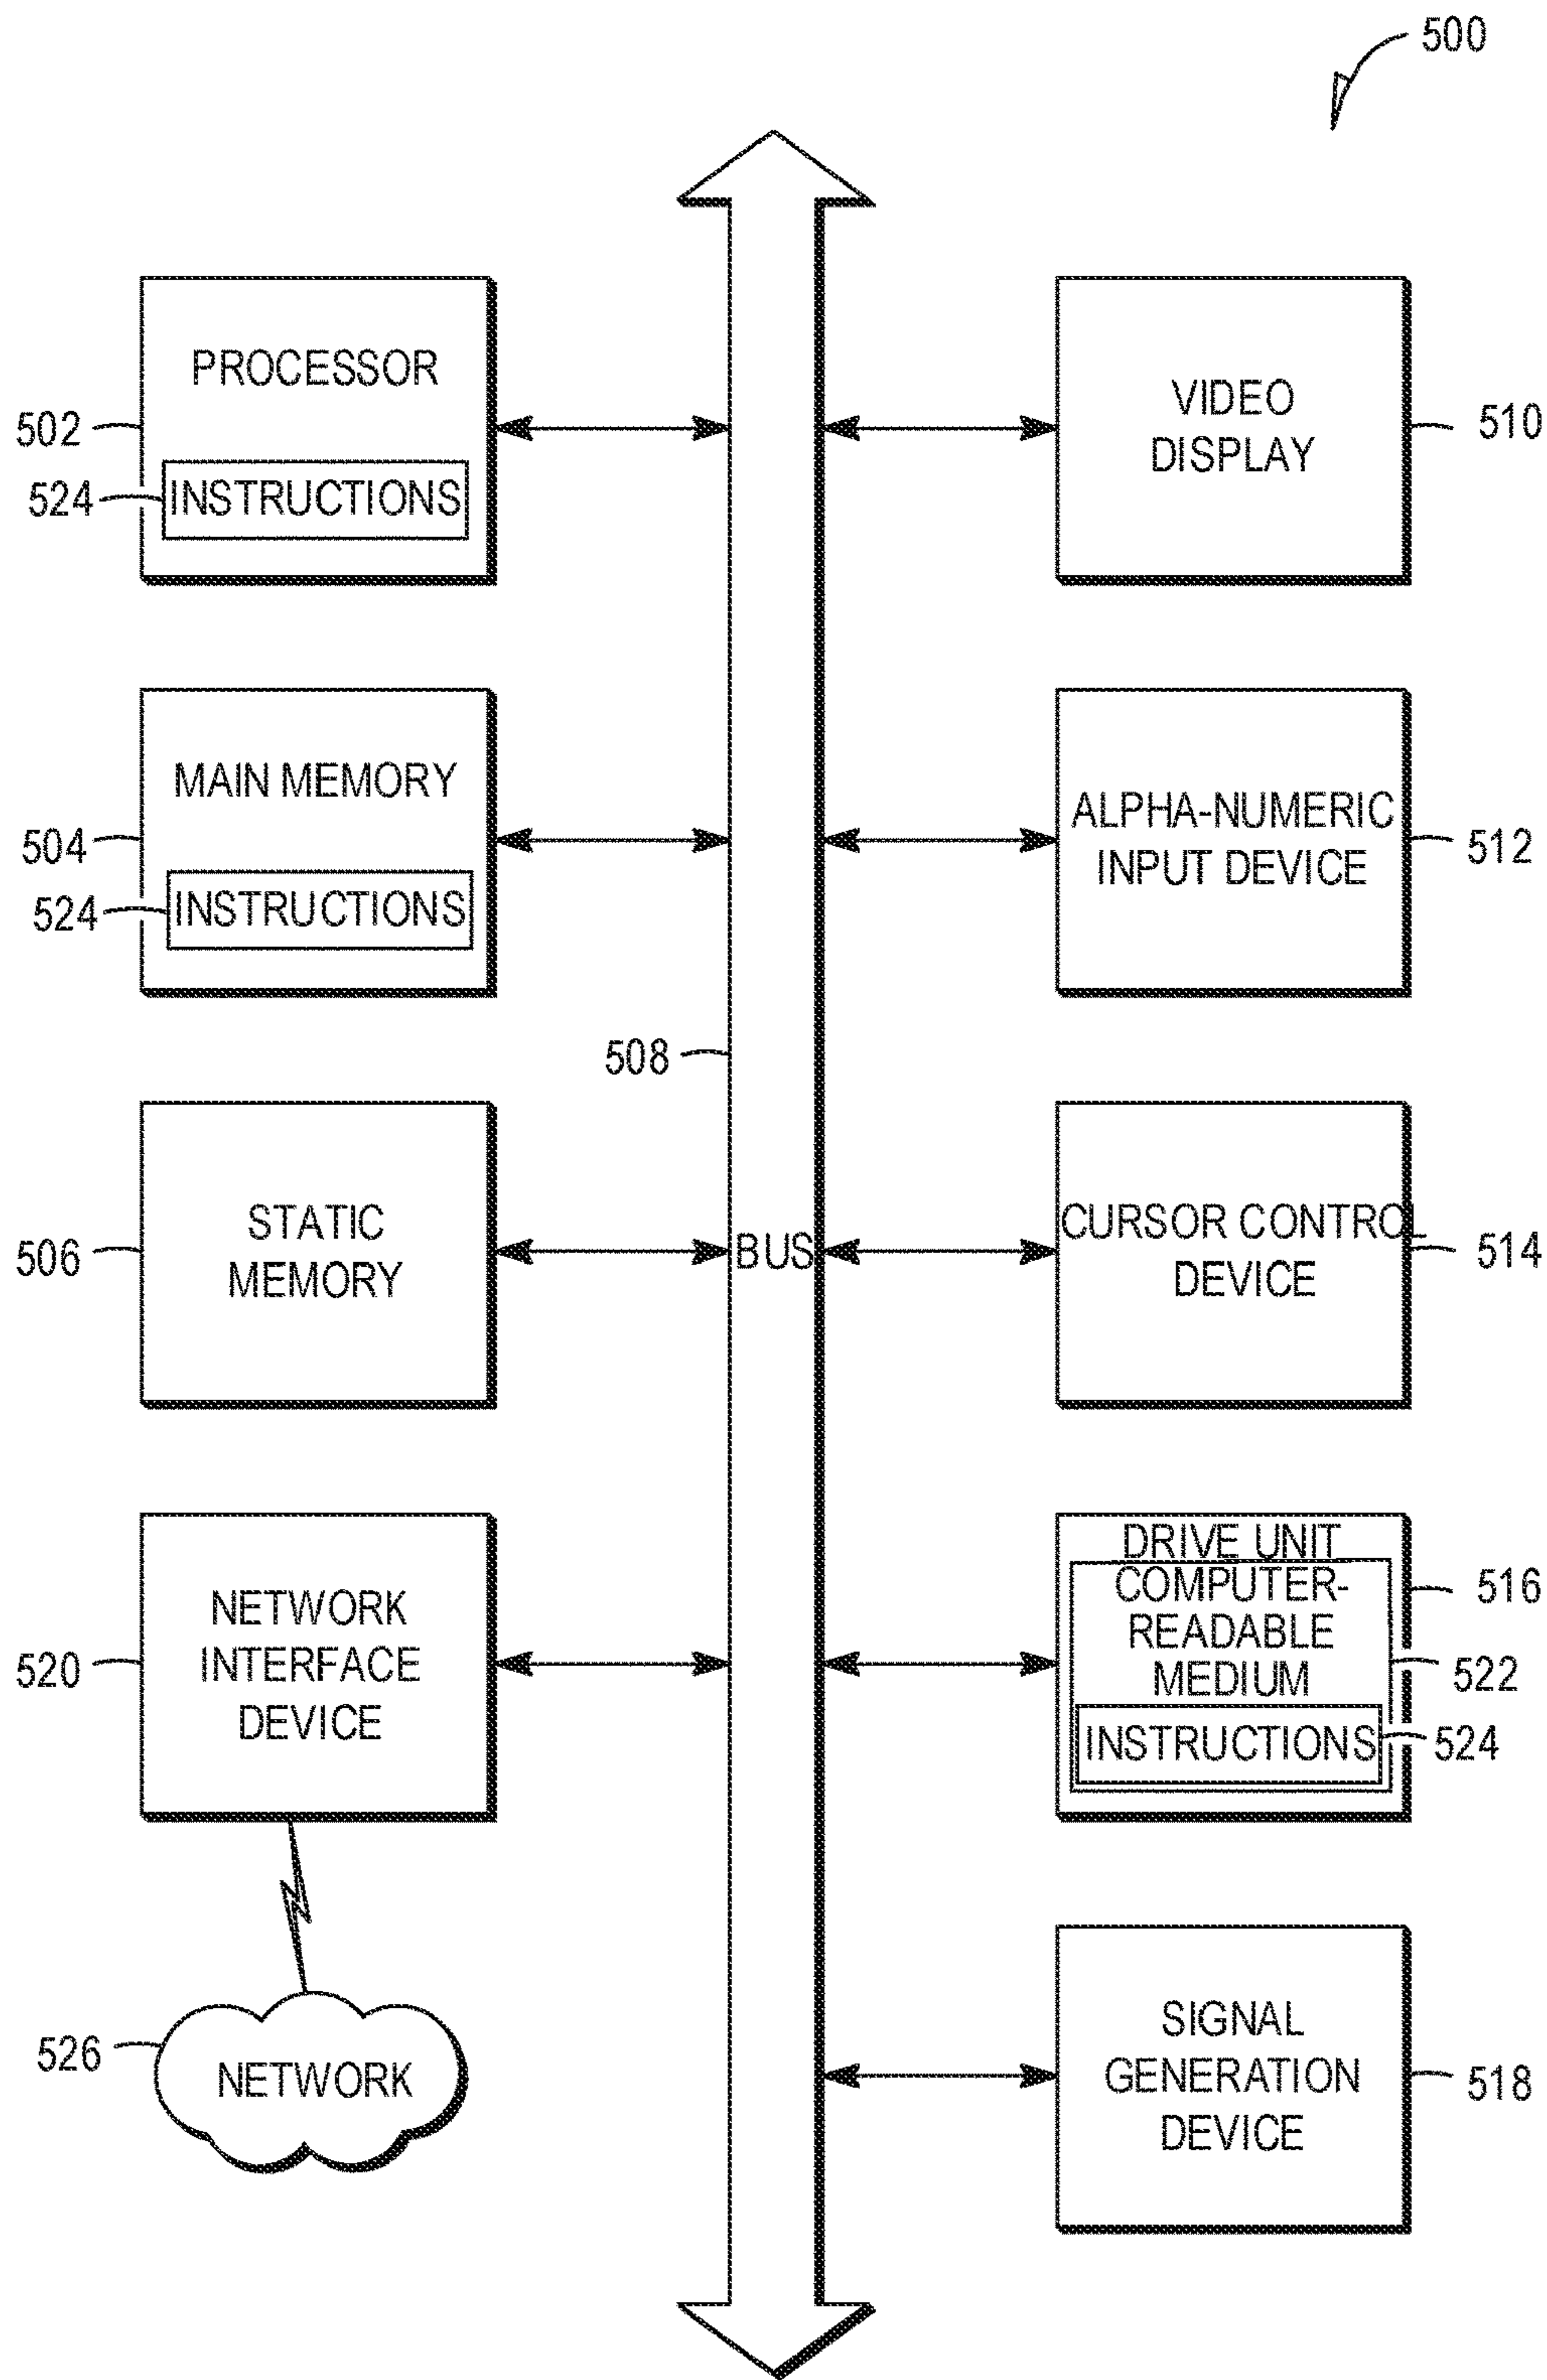 500
PROCESSOR
502
524
INSTRUCTIONS
VIDEO
DISPLAY
510
MAIN MEMORY
504
524
INSTRUCTIONS
ALPHA-NUMERIC
INPUT DEVICE
512
508
STATIC
MEMORY
506
BUS
CURSOR CONTROL
DEVICE
514
NETWORK
INTERFACE
DEVICE
520
DRIVE UNIT
COMPUTER-
READABLE
MEDIUM
516
522
INSTRUCTIONS
524
526
NETWORK
SIGNAL
GENERATION
DEVICE
518